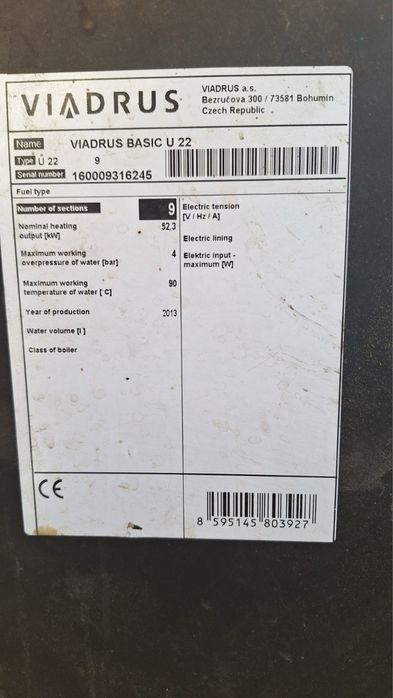 VIADRUS
VIADRUS a.s.
Bezručova 300 / 73581 Bohumin
Czech Republic
Name VIADRUS BASIC U 22
Type U 22 9
Serial number 160009316245
Fuel type
Number of sections 9
Nominal heating
output [kW] 52,3
Maximum working
overpressure of water [bar] 4
Maximum working
temperature of water [°C] 90
Year of production 2013
Water volume [l]
Class of boiler
Electric tension
[V / Hz / A]
Electric lining
Elektric input -
maximum [W]
CE
8 595145 803927